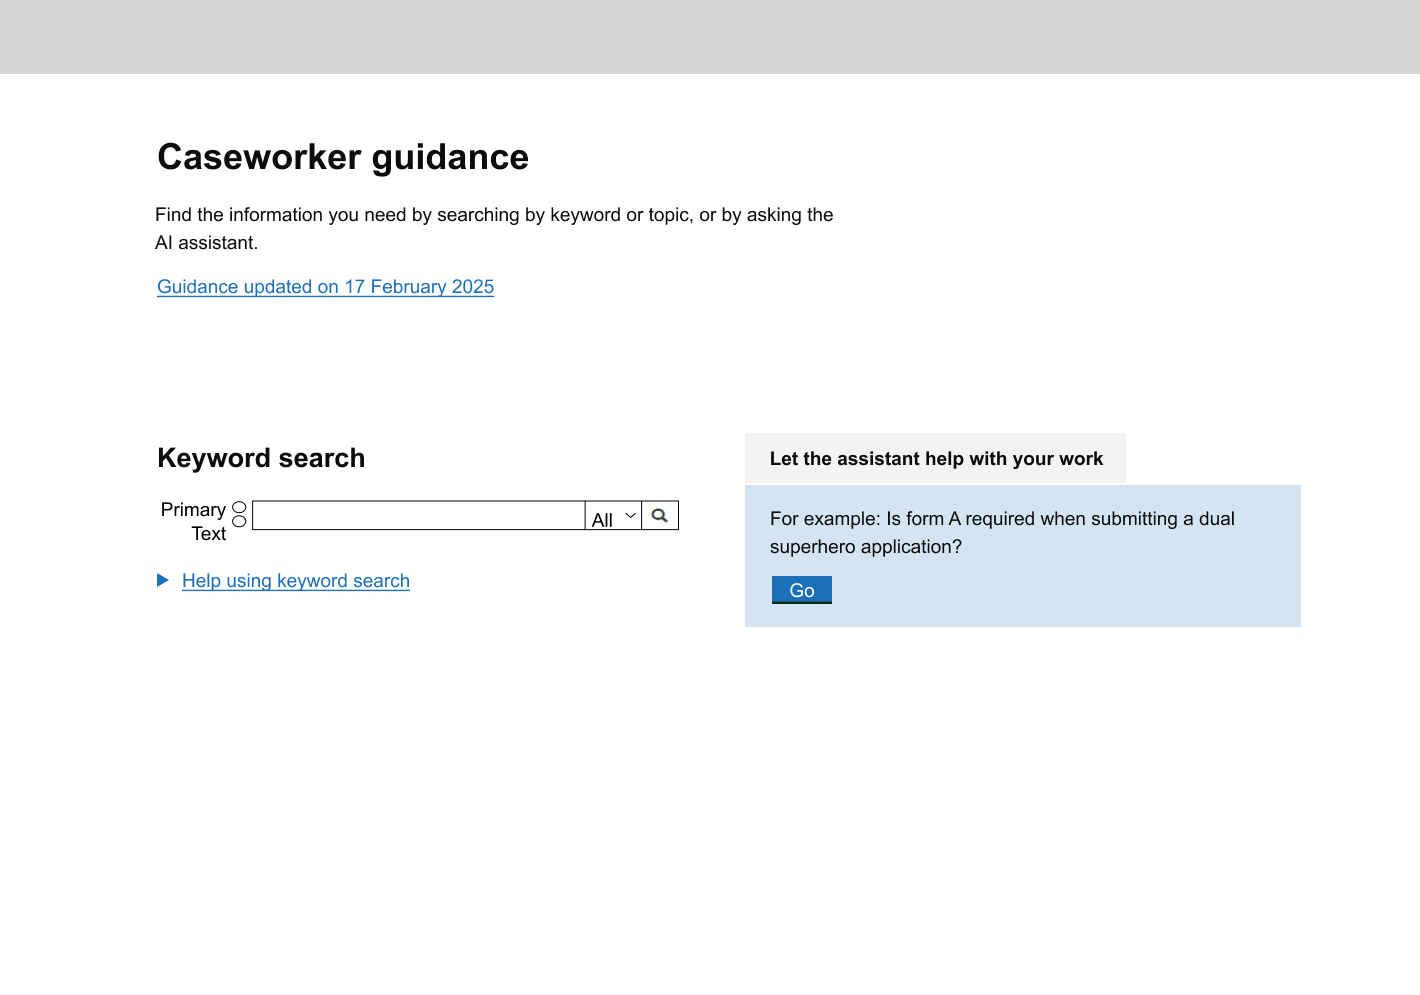 Caseworker guidance
Find the information you need by searching by keyword or topic, or by asking the
AI assistant.
Guidance updated on 17 February 2025
Keyword search
Primary
Text
All
Help using keyword search
Let the assistant help with your work
For example: Is form A required when submitting a dual
superhero application?
Go